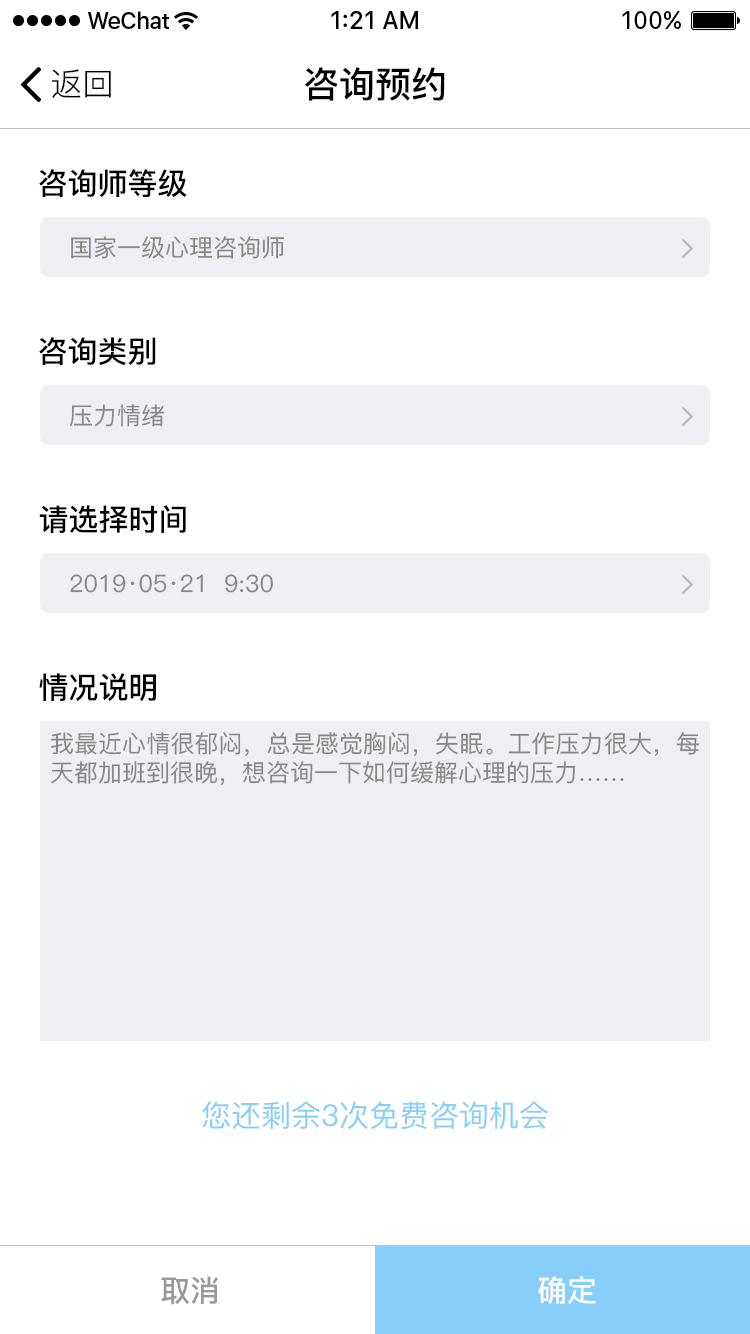 WeChat 1:21 AM 100%
返回 咨询预约
咨询师等级
国家一级心理咨询师
咨询类别
压力情绪
请选择时间
2019·05·21 9:30
情况说明
我最近心情很郁闷，总是感觉胸闷，失眠。工作压力很大，每
天都加班到很晚，想咨询一下如何缓解心理的压力……
您还剩余3次免费咨询机会
取消 确定